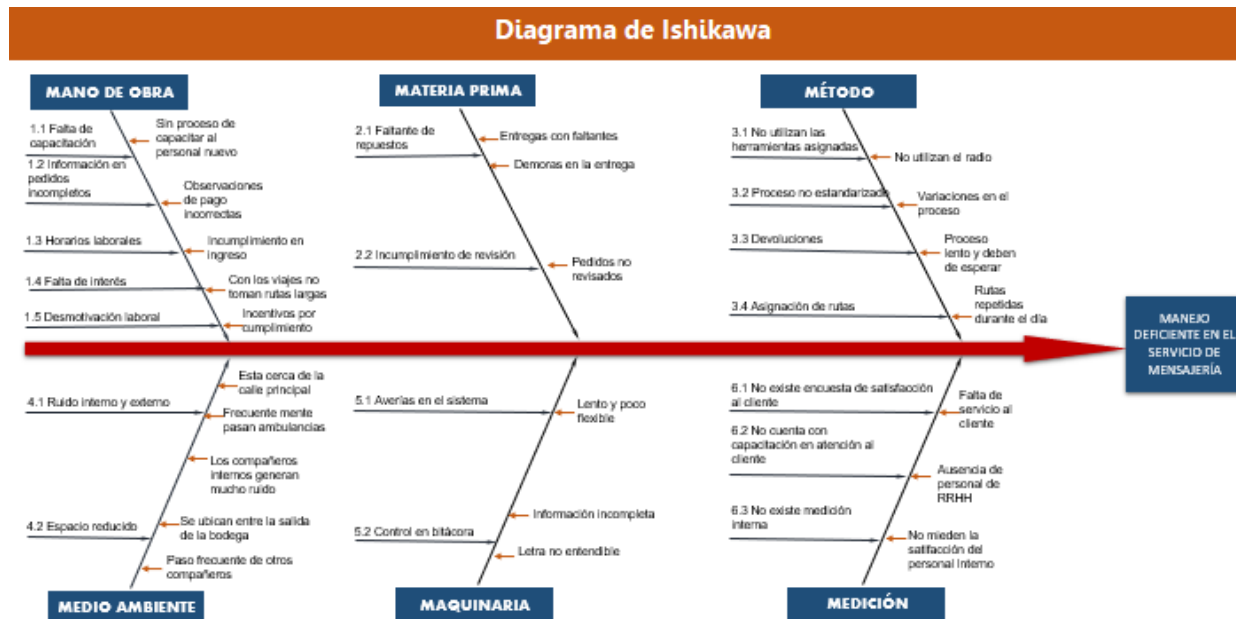 Diagrama de Ishikawa
MANO DE OBRA
1.1 Falta de
capacitación
Sin proceso de
capacitar al
personal nuevo
1.2 Información en
pedidos
incompletos
Observaciones
de pago
incorrectas
1.3 Horarios laborales
Incumplimiento en
ingreso
1.4 Falta de interés
Con los viajes no
toman rutas largas
1.5 Desmotivación laboral
Incentivos por
cumplimiento
MATERIA PRIMA
2.1 Faltante de
repuestos
Entregas con faltantes
Demoras en la entrega
2.2 Incumplimiento de revisión
Pedidos no
revisados
MÉTODO
3.1 No utilizan las
herramientas asignadas
No utilizan el radio
3.2 Proceso no estandarizado
Variaciones en el
proceso
3.3 Devoluciones
Proceso
lento y deben
de esperar
3.4 Asignación de rutas
Rutas
repetidas
durante el día
MANEJO
DEFICIENTE EN EL
SERVICIO DE
MENSAJERÍA
4.1 Ruido interno y externo
Esta cerca de la
calle principal
Frecuente mente
pasan ambulancias
Los compañeros
internos generan
mucho ruido
4.2 Espacio reducido
Se ubican entre la salida
de la bodega
Paso frecuente de otros
compañeros
MEDIO AMBIENTE
5.1 Averías en el sistema
Lento y poco
flexible
5.2 Control en bitácora
Información incompleta
Letra no entendible
MAQUINARIA
6.1 No existe encuesta de satisfacción
al cliente
Falta de
servicio al
cliente
6.2 No cuenta con
capacitación en atención al
cliente
Ausencia de
personal de
RRHH
6.3 No existe medición
interna
No mieden la
satifacción del
personal Interno
MEDICIÓN